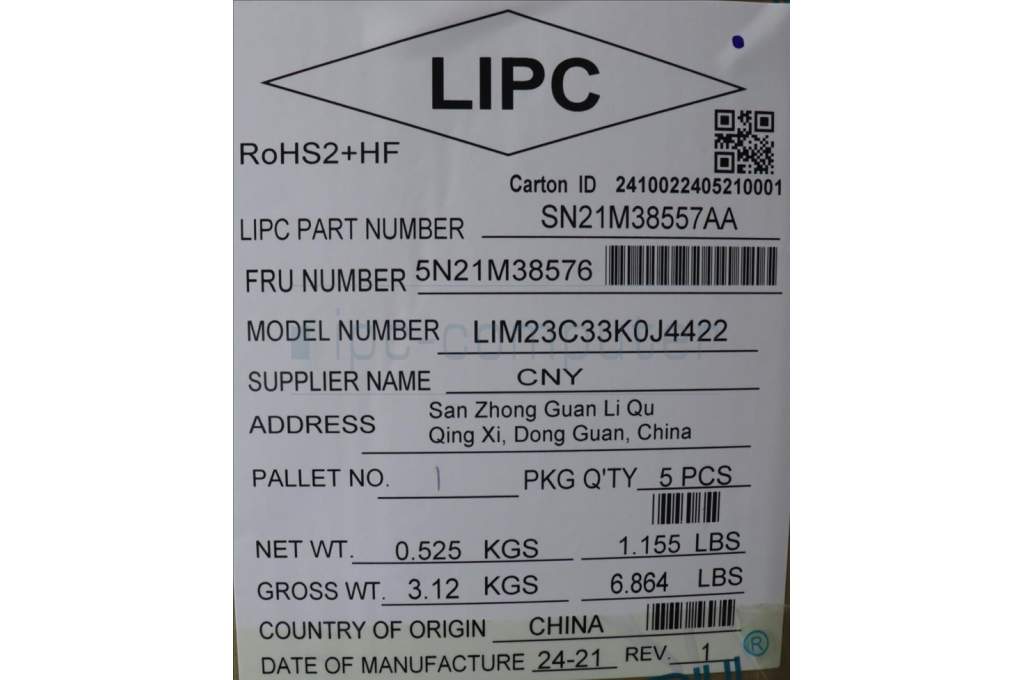 LIPC
RoHS2+HF
Carton ID 2410022405210001
LIPC PART NUMBER SN21M38557AA
FRU NUMBER 5N21M38576
MODEL NUMBER LIM23C33K0J4422
ipc-computer
SUPPLIER NAME CNY
ADDRESS San Zhong Guan Li Qu
Qing Xi, Dong Guan, China
PALLET NO. 1 PKG Q'TY 5 PCS
NET WT. 0.525 KGS 1.155 LBS
GROSS WT. 3.12 KGS 6.864 LBS
COUNTRY OF ORIGIN CHINA
DATE OF MANUFACTURE 24-21 REV. 1
®